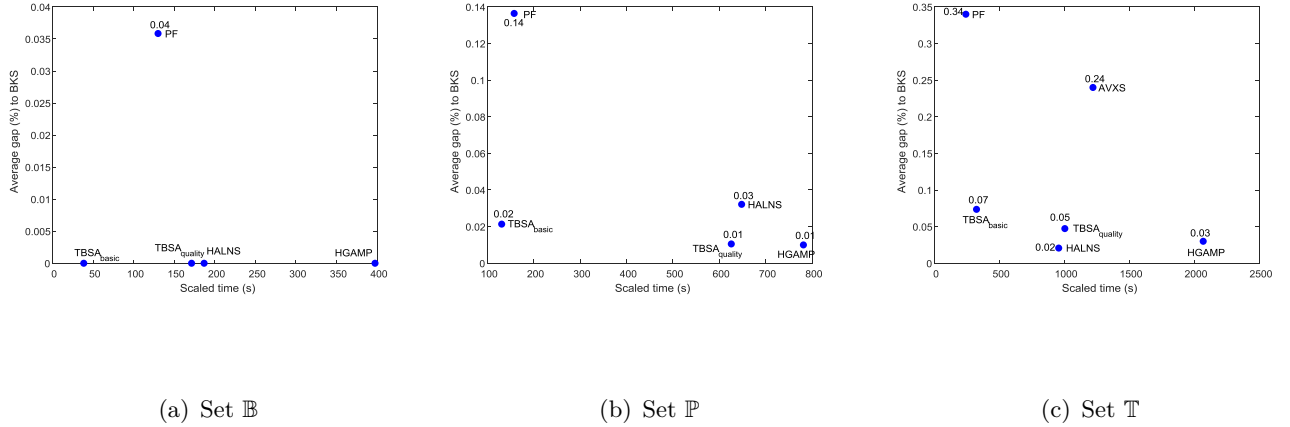 0.04
0.035
0.03
0.025
0.02
0.015
0.01
0.005
0
Average gap (%) to BKS
0.04
PF
TBSAbasic
TBSAquality
HALNS
HGAMP
0 50 100 150 200 250 300 350 400
Scaled time (s)
(a) Set 𝔹
0.14
0.12
0.1
0.08
0.06
0.04
0.02
0
Average gap (%) to BKS
PF
0.14
0.02
TBSAbasic
0.03
HALNS
0.01
TBSAquality
0.01
HGAMP
100 200 300 400 500 600 700 800
Scaled time (s)
(b) Set ℙ
0.35
0.3
0.25
0.2
0.15
0.1
0.05
0
Average gap (%) to BKS
0.34 PF
0.24
AVXS
0.07
TBSAbasic
0.05
TBSAquality
0.02 HALNS
0.03
HGAMP
0 500 1000 1500 2000 2500
Scaled time (s)
(c) Set 𝕋